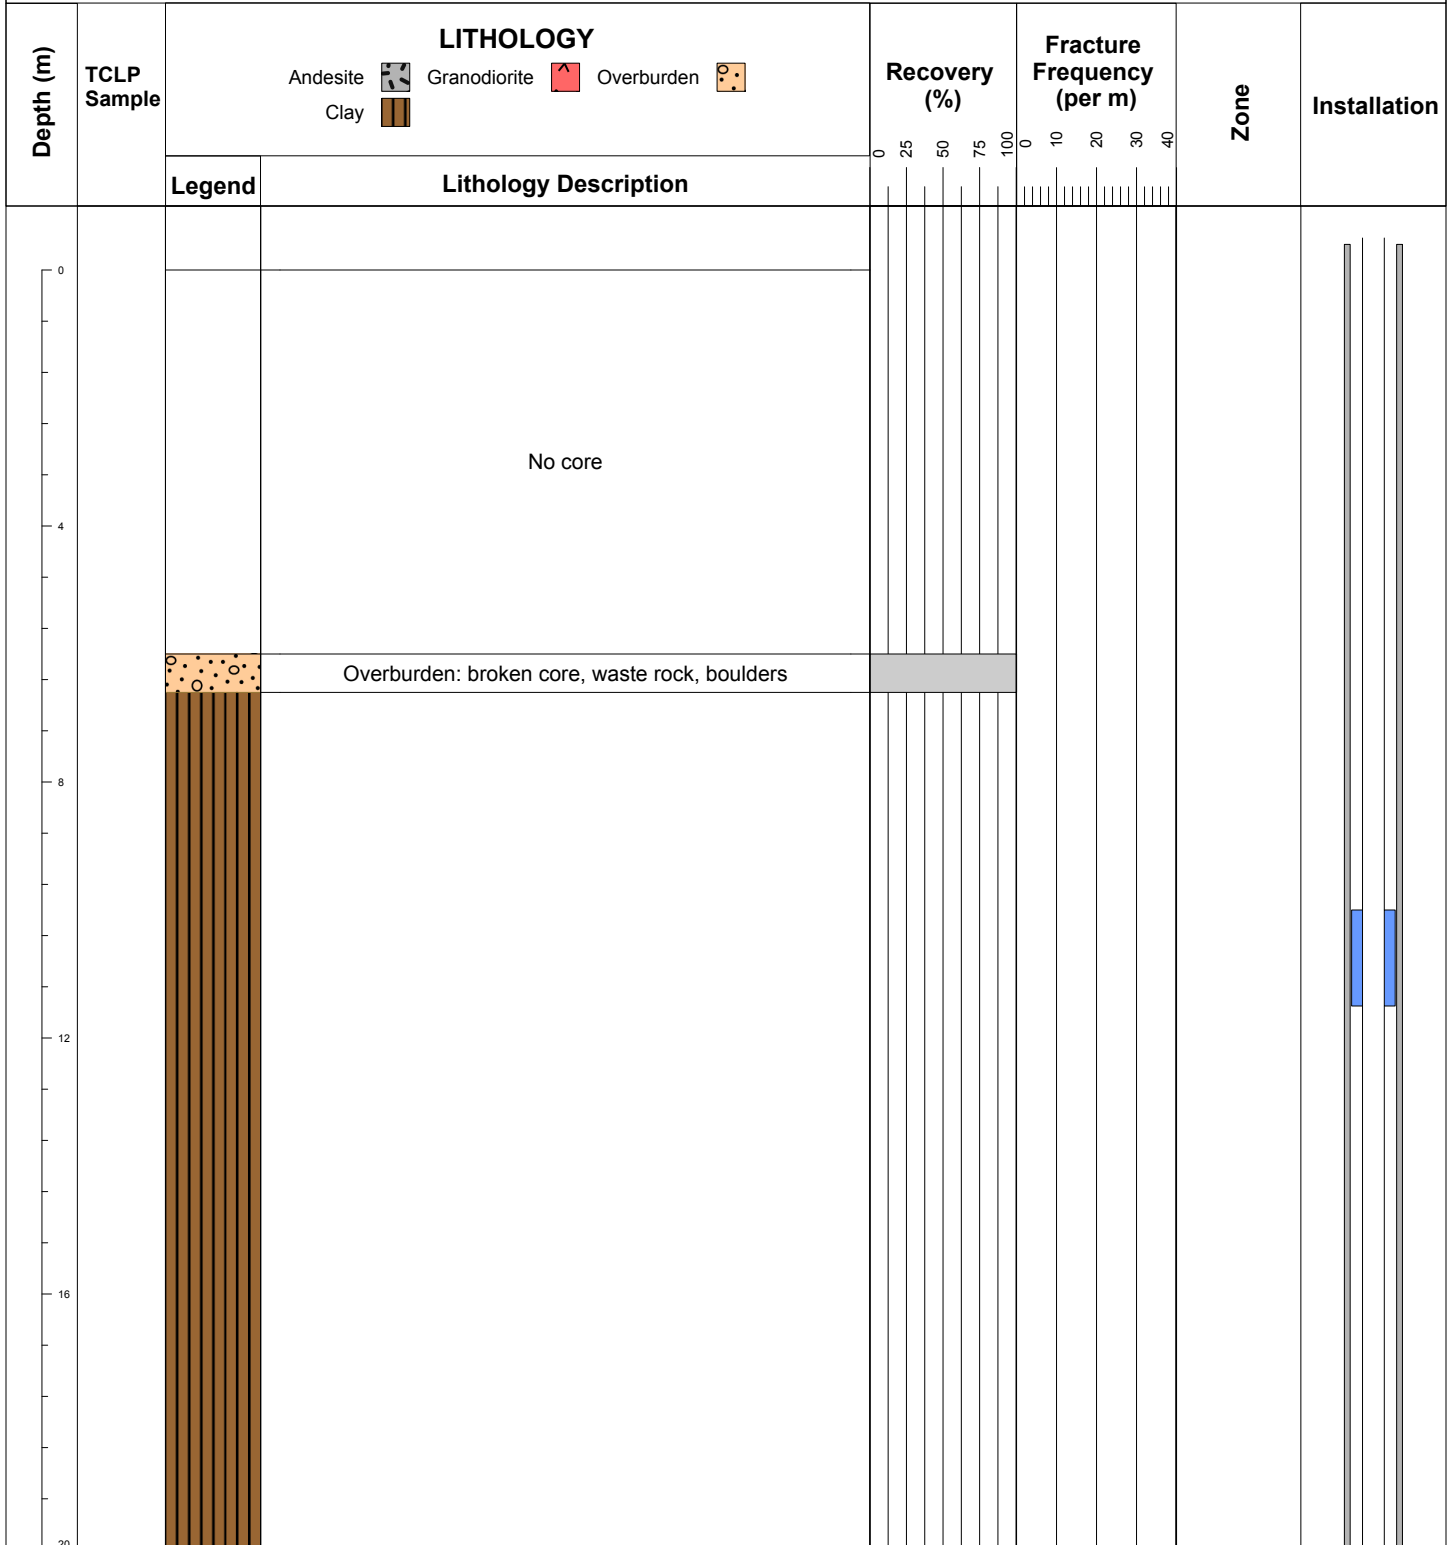 Depth (m)
TCLP
Sample
LITHOLOGY
Andesite Granodiorite Overburden
Clay
Legend
Lithology Description
Recovery
(%)
0 25 50 75 100
Fracture
Frequency
(per m)
0 10 20 30 40
Zone
Installation
0
No core
4
Overburden: broken core, waste rock, boulders
8
12
16
20